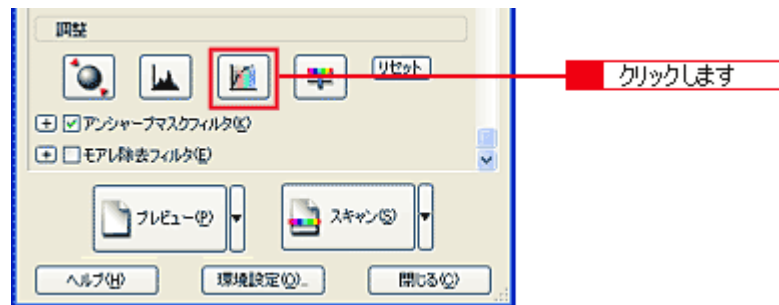 調整
リセット
クリックします
アンシャープマスクフィルタ(K)
モアレ除去フィルタ(E)
プレビュー(P)
スキャン(S)
ヘルプ(H)
環境設定(O)...
閉じる(C)